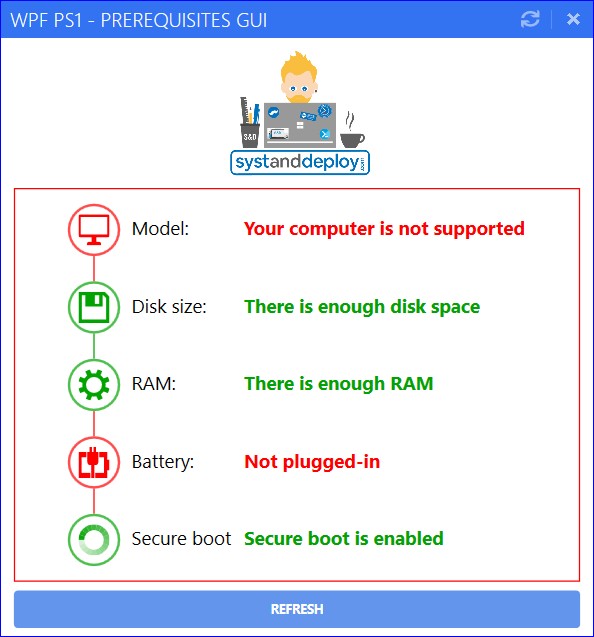 WPF PS1 - PREREQUISITES GUI
S&D
systanddeploy.com
Model: Your computer is not supported
Disk size: There is enough disk space
RAM: There is enough RAM
Battery: Not plugged-in
Secure boot Secure boot is enabled
REFRESH